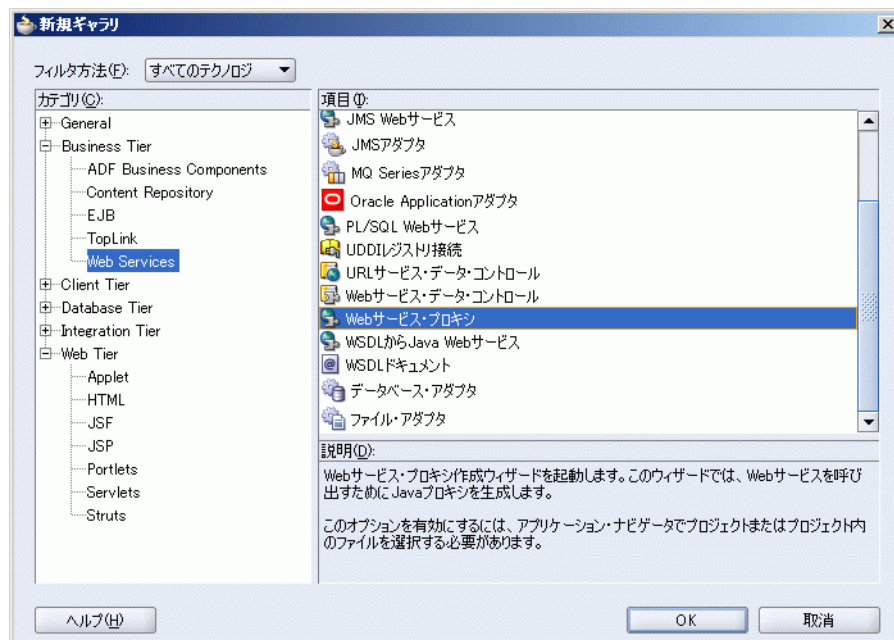 新規ギャラリ
フィルタ方法(F): すべてのテクノロジ
カテゴリ(C):
General
Business Tier
ADF Business Components
Content Repository
EJB
TopLink
Web Services
Client Tier
Database Tier
Integration Tier
Web Tier
Applet
HTML
JSF
JSP
Portlets
Servlets
Struts
項目(I):
JMS Webサービス
JMSアダプタ
MQ Seriesアダプタ
Oracle Applicationアダプタ
PL/SQL Webサービス
UDDIレジストリ接続
URLサービス・データ・コントロール
Webサービス・データ・コントロール
Webサービス・プロキシ
WSDLからJava Webサービス
WSDLドキュメント
データベース・アダプタ
ファイル・アダプタ
説明(D):
Webサービス・プロキシ作成ウィザードを起動します。このウィザードでは、Webサービスを呼び
出すためにJavaプロキシを生成します。
このオプションを有効にするには、アプリケーション・ナビゲータでプロジェクトまたはプロジェクト内
のファイルを選択する必要があります。
ヘルプ(H)
OK
取消